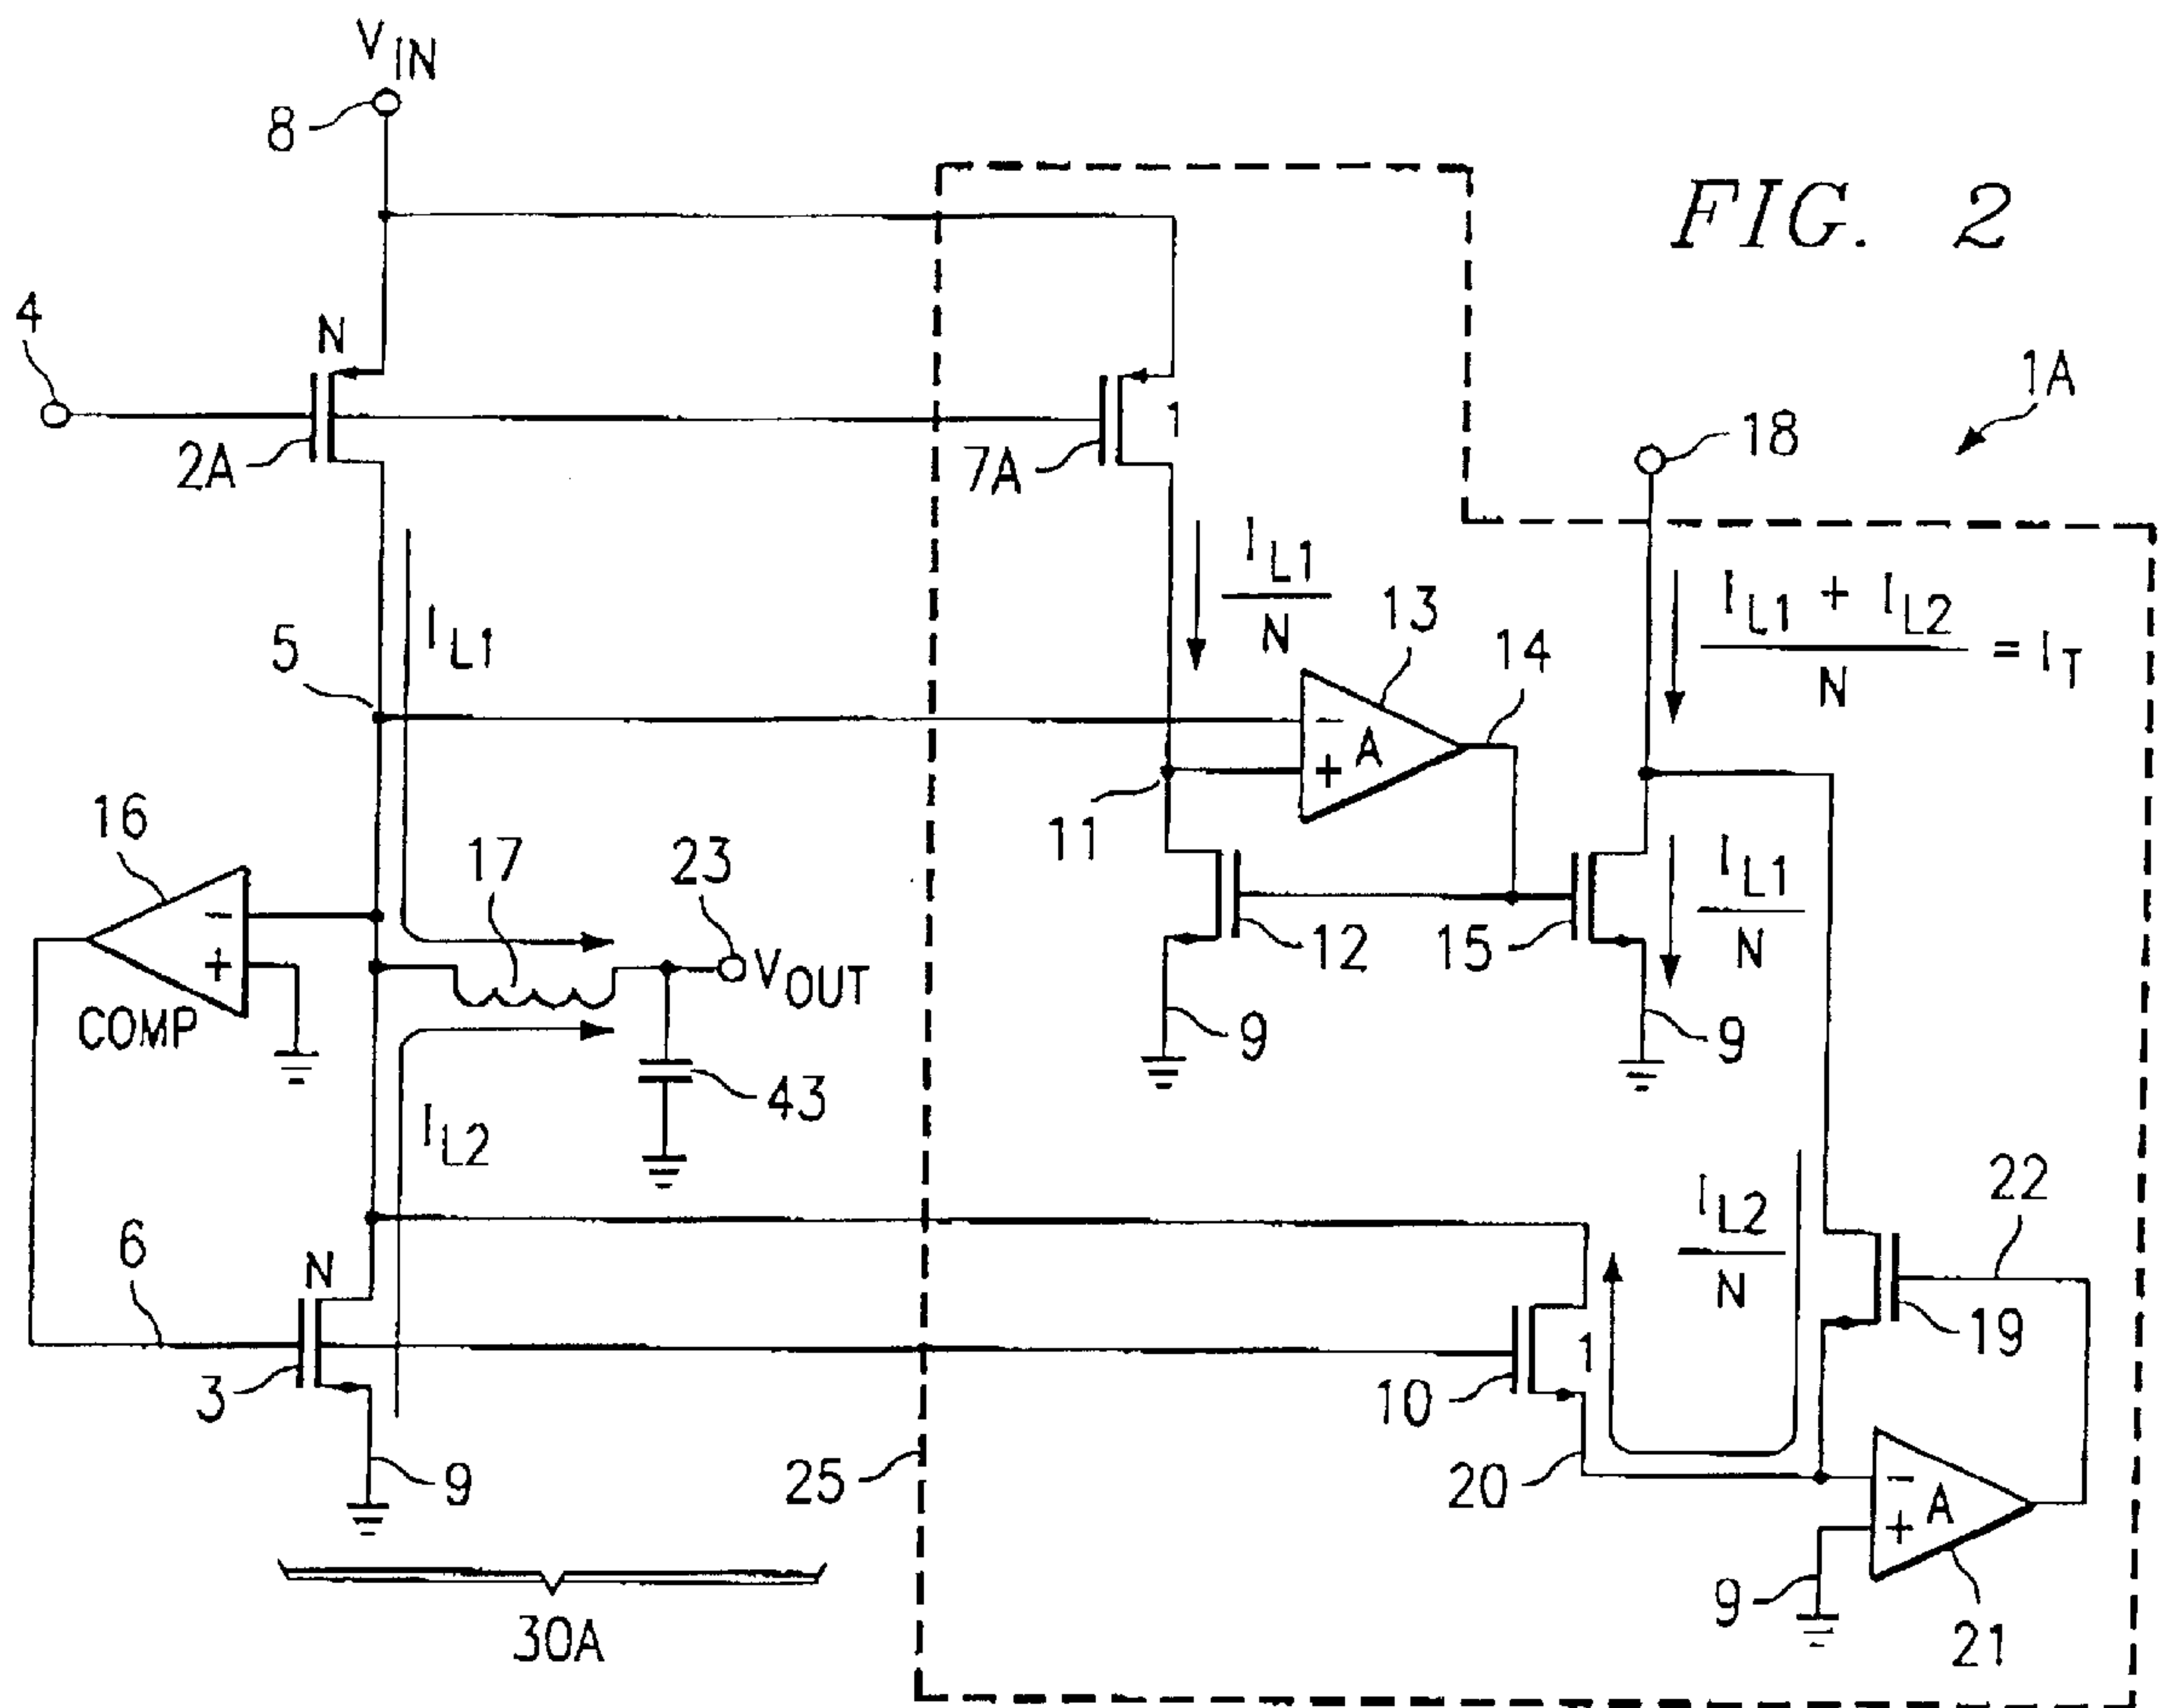 V_IN
8
FIG. 2
4
N
2A
7A
1
1A
18
I_L1
I_L1
N
I_L1 + I_L2
N
= I_T
5
13
14
−
A
+
11
16
17
23
−
+
COMP
V_OUT
12
15
I_L1
N
9
9
43
I_L2
6
N
3
9
25
10
1
I_L2
N
22
19
20
−
A
+
9
21
30A